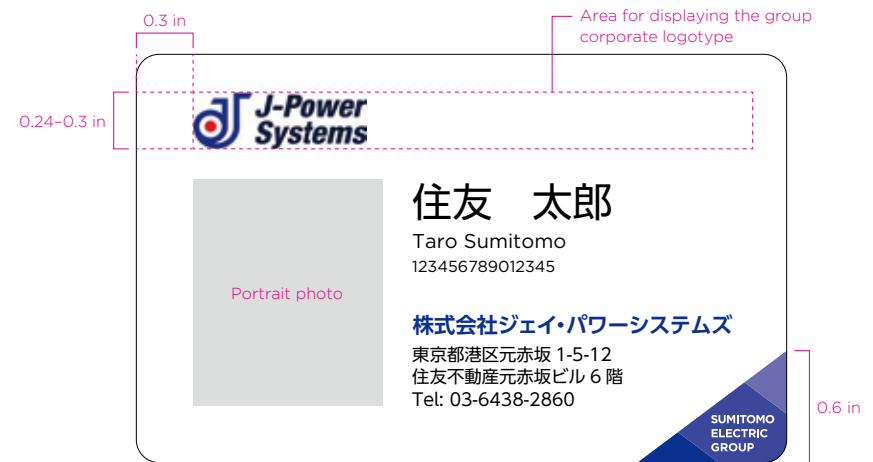 0.3 in
Area for displaying the group
corporate logotype
0.24–0.3 in
J-Power
Systems
住友　太郎
Taro Sumitomo
123456789012345
Portrait photo
株式会社ジェイ・パワーシステムズ
東京都港区元赤坂 1-5-12
住友不動産元赤坂ビル 6 階
Tel: 03-6438-2860
0.6 in
SUMITOMO
ELECTRIC
GROUP